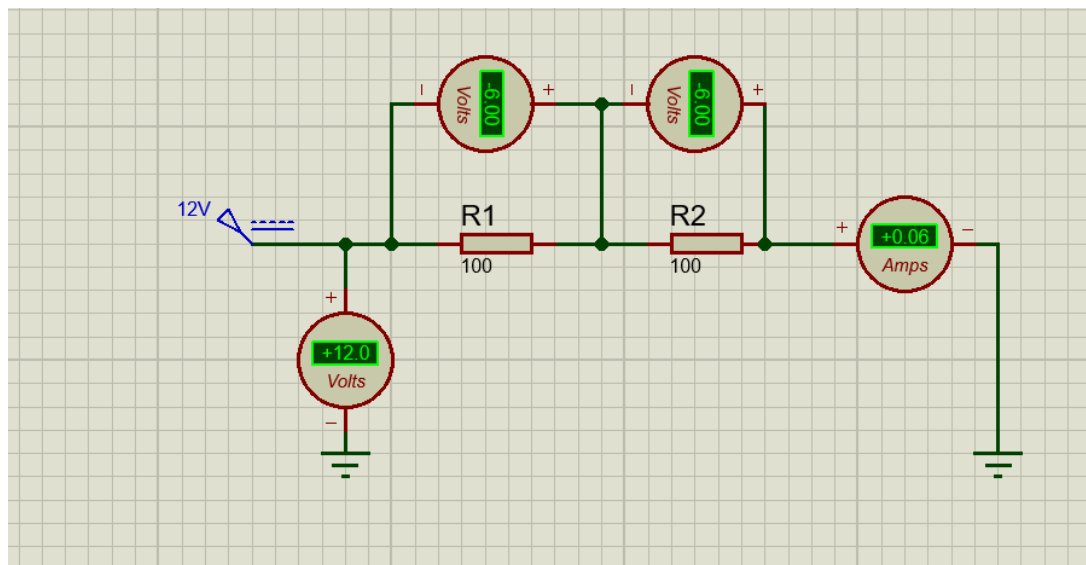 - + - +
-6.00 Volts
-6.00 Volts
12V
R1
R2
100
100
+ -
+0.06
Amps
+
+12.0
Volts
-